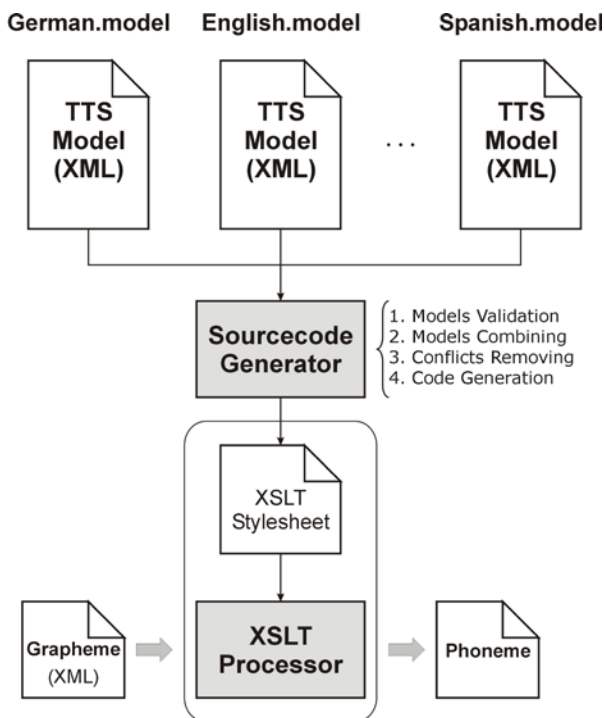 German.model
English.model
Spanish.model
TTS
Model
(XML)
TTS
Model
(XML)
. . .
TTS
Model
(XML)
Sourcecode
Generator
1. Models Validation
2. Models Combining
3. Conflicts Removing
4. Code Generation
XSLT
Stylesheet
Grapheme
(XML)
XSLT
Processor
Phoneme